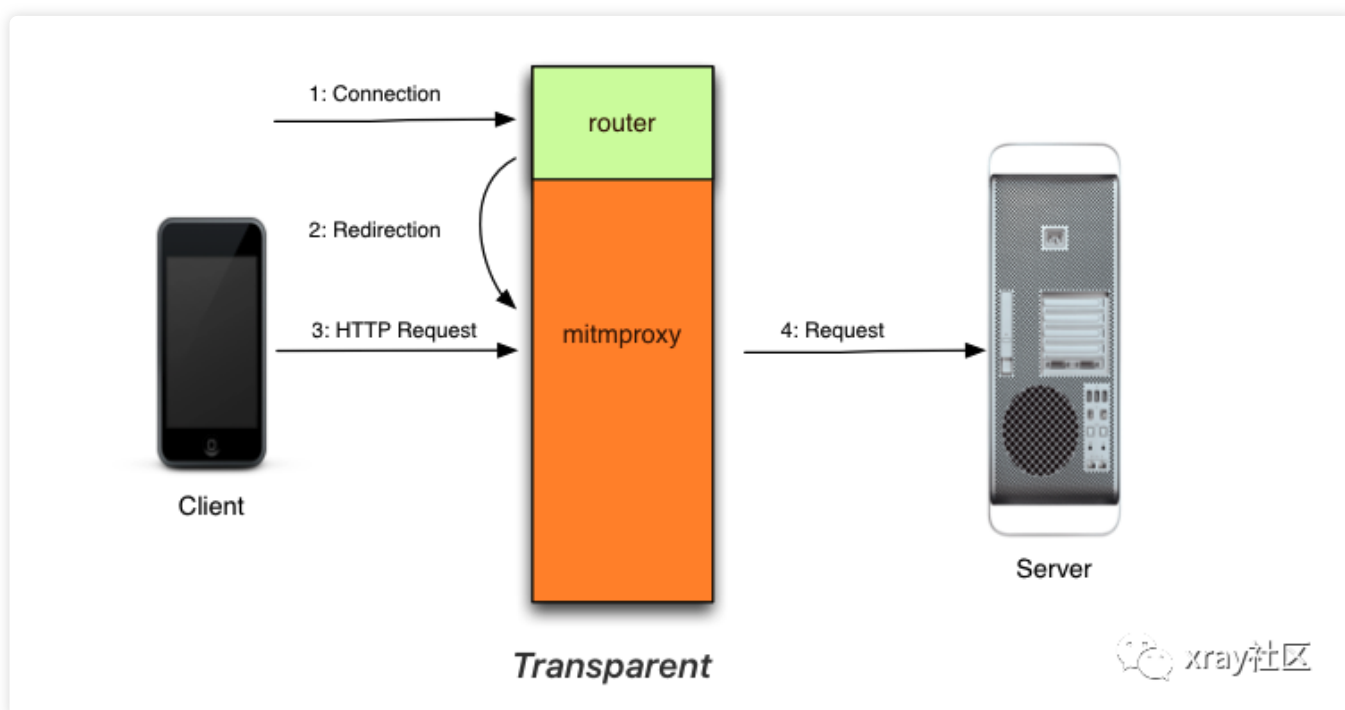 1: Connection
router
2: Redirection
3: HTTP Request
mitmproxy
4: Request
Client
Server
Transparent
xray社区